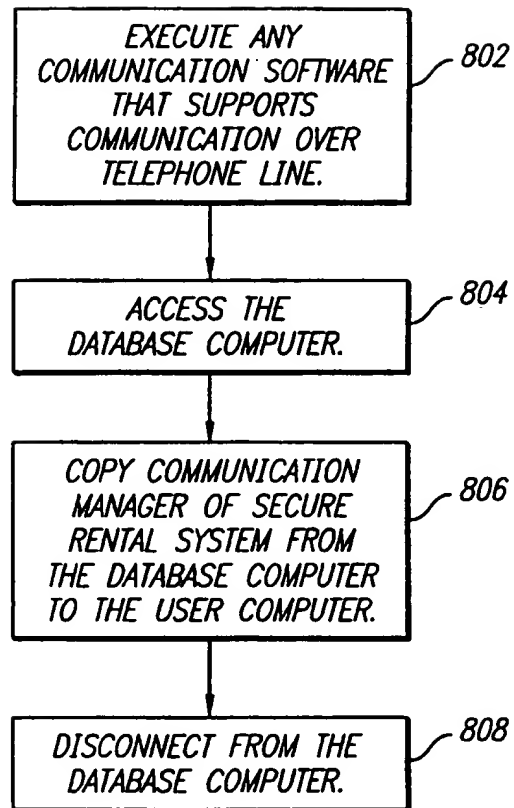 EXECUTE ANY
COMMUNICATION SOFTWARE
THAT SUPPORTS
COMMUNICATION OVER
TELEPHONE LINE.
802
ACCESS THE
DATABASE COMPUTER.
804
COPY COMMUNICATION
MANAGER OF SECURE
RENTAL SYSTEM FROM
THE DATABASE COMPUTER
TO THE USER COMPUTER.
806
DISCONNECT FROM THE
DATABASE COMPUTER.
808